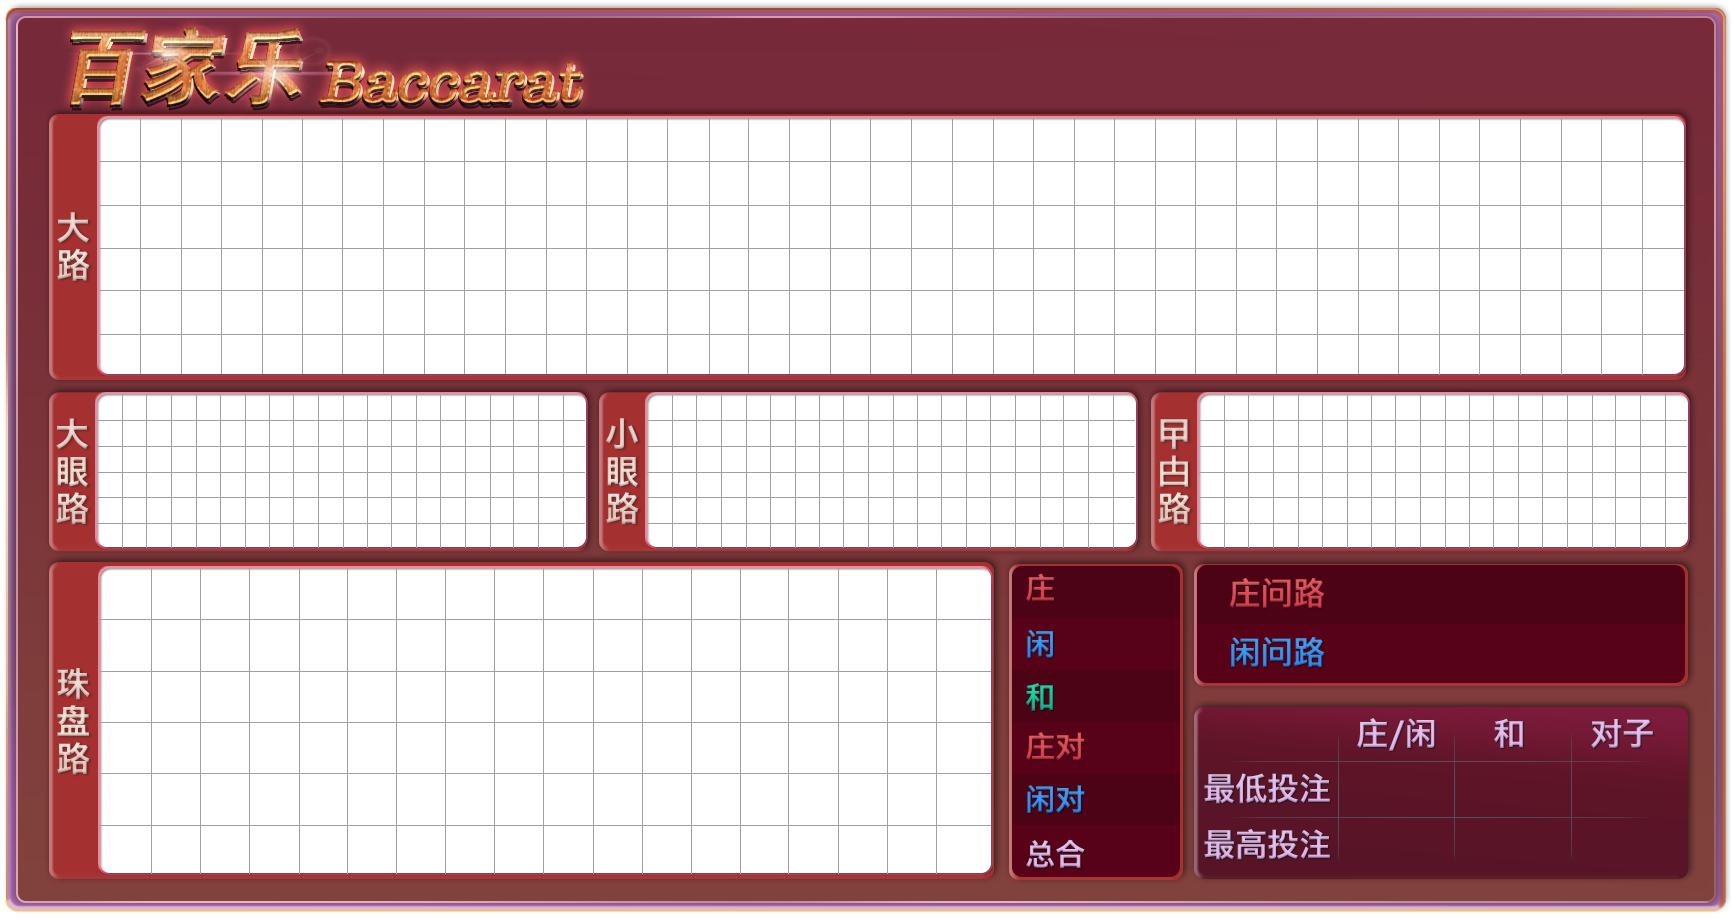 百家乐 Baccarat
大路
大眼路
小眼路
曱甴路
珠盘路
庄
闲
和
庄对
闲对
总合
庄问路
闲问路
庄/闲 和 对子
最低投注
最高投注